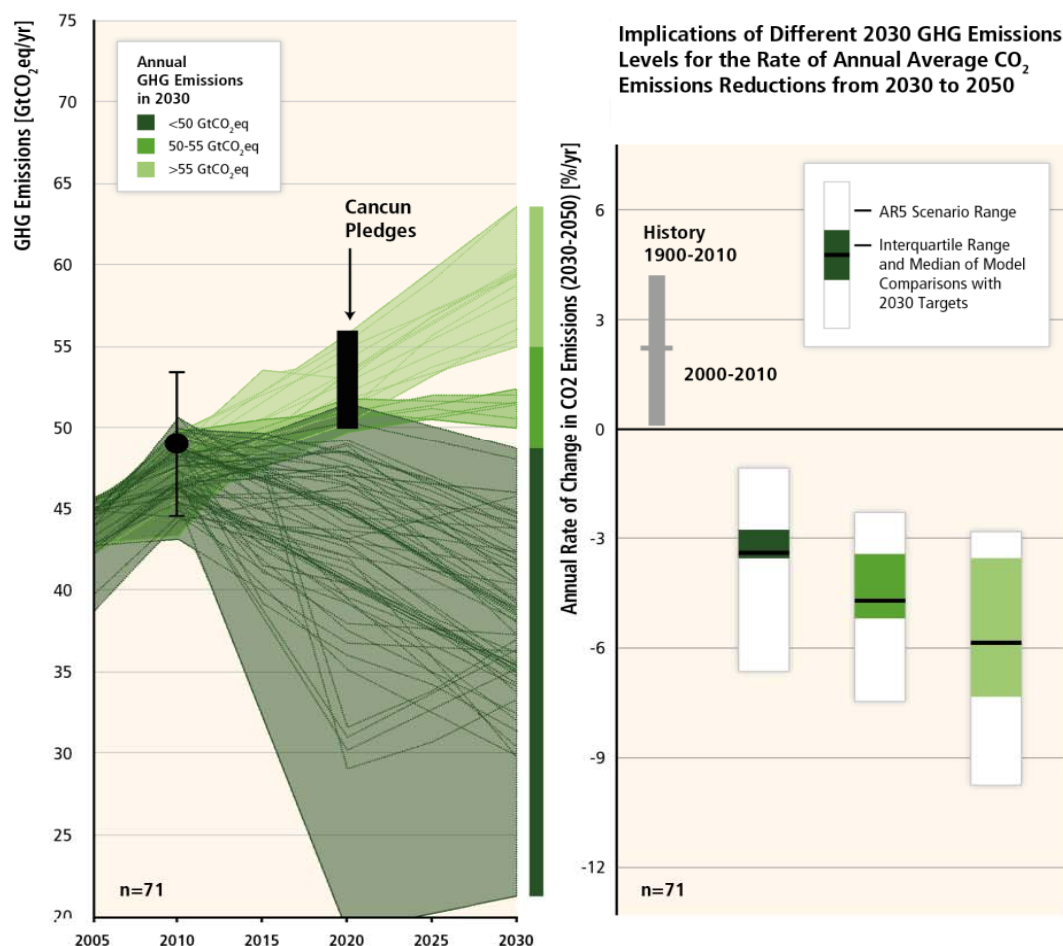 GHG Emissions [GtCO2eq/yr]
75
70
65
60
55
50
45
40
35
30
25
20
Annual
GHG Emissions
in 2030
<50 GtCO2eq
50-55 GtCO2eq
>55 GtCO2eq
Cancun
Pledges
n=71
2005 2010 2015 2020 2025 2030
Implications of Different 2030 GHG Emissions
Levels for the Rate of Annual Average CO2
Emissions Reductions from 2030 to 2050
Annual Rate of Change in CO2 Emissions (2030-2050) [%/yr]
6
3
0
-3
-6
-9
-12
History
1900-2010
2000-2010
AR5 Scenario Range
Interquartile Range
and Median of Model
Comparisons with
2030 Targets
n=71